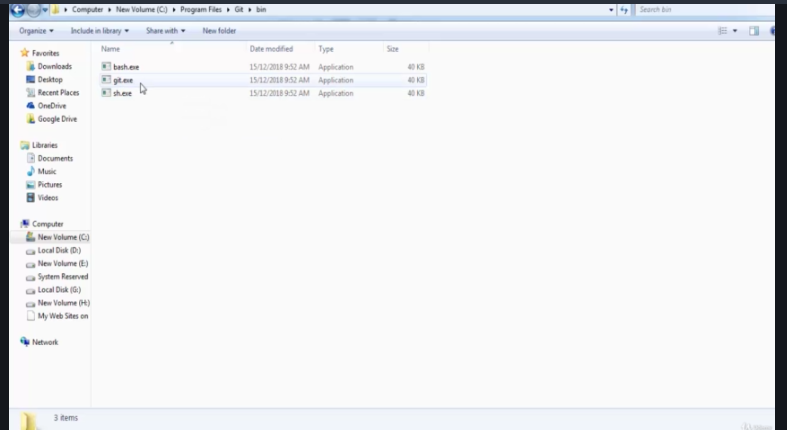 Computer ▸ New Volume (C:) ▸ Program Files ▸ Git ▸ bin
Search bin
Organize Include in library Share with New folder
Name Date modified Type Size
bash.exe 15/12/2018 9:52 AM Application 40 KB
git.exe 15/12/2018 9:52 AM Application 40 KB
sh.exe 15/12/2018 9:52 AM Application 40 KB
Favorites
Downloads
Desktop
Recent Places
OneDrive
Google Drive
Libraries
Documents
Music
Pictures
Videos
Computer
New Volume (C:)
Local Disk (D:)
New Volume (E:)
System Reserved
Local Disk (G:)
New Volume (H:)
My Web Sites on
Network
3 items